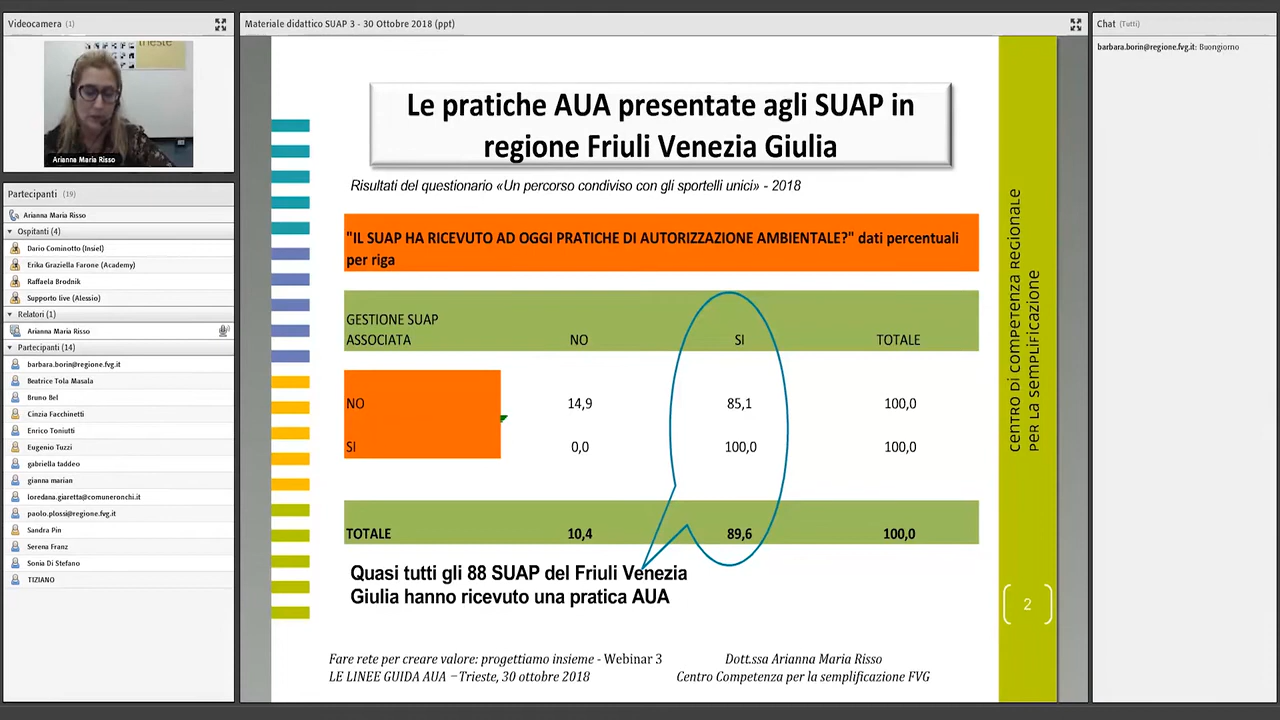 Videocamera (1)
trieste
Arianna Maria Risso
Partecipanti (19)
Arianna Maria Risso
Ospitanti (4)
Dario Cominotto (Insiel)
Erika Graziella Farone (Academy)
Raffaela Brodnik
Supporto live (Alessio)
Relatori (1)
Arianna Maria Risso
Partecipanti (14)
barbara.borin@regione.fvg.it
Beatrice Tola Masala
Bruno Bel
Cinzia Facchinetti
Enrico Toniutti
Eugenio Tuzzi
gabriella taddeo
gianna marian
loredana.giaretta@comuneronchi.it
paolo.plossi@regione.fvg.it
Sandra Pin
Serena Franz
Sonia Di Stefano
TIZIANO
Materiale didattico SUAP 3 - 30 Ottobre 2018 (ppt)
Le pratiche AUA presentate agli SUAP in
regione Friuli Venezia Giulia
Risultati del questionario «Un percorso condiviso con gli sportelli unici» - 2018
"IL SUAP HA RICEVUTO AD OGGI PRATICHE DI AUTORIZZAZIONE AMBIENTALE?" dati percentuali
per riga
GESTIONE SUAP
ASSOCIATA NO SI TOTALE
NO 14,9 85,1 100,0
SI 0,0 100,0 100,0
TOTALE 10,4 89,6 100,0
Quasi tutti gli 88 SUAP del Friuli Venezia
Giulia hanno ricevuto una pratica AUA
Fare rete per creare valore: progettiamo insieme - Webinar 3
LE LINEE GUIDA AUA – Trieste, 30 ottobre 2018
Dott.ssa Arianna Maria Risso
Centro Competenza per la semplificazione FVG
CENTRO DI COMPETENZA REGIONALE
PER LA SEMPLIFICAZIONE
2
Chat (Tutti)
barbara.borin@regione.fvg.it: Buongiorno